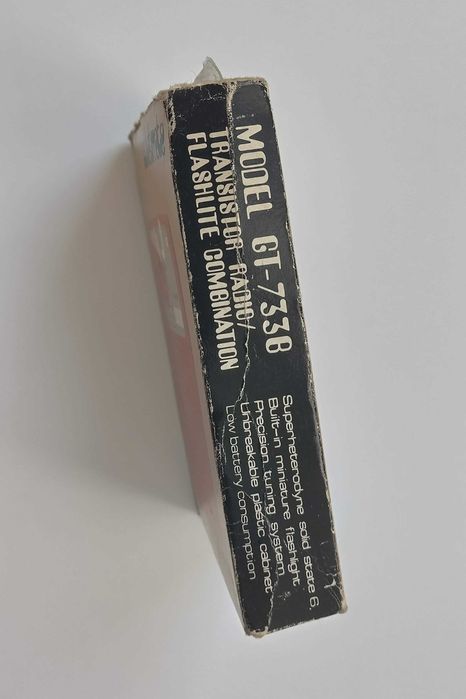 MODEL GT-7336
TRANSISTOR RADIO/
FLASHLITE COMBINATION
Superheterodyne solid state 6.
Built-in miniature flashlight
Precision tuning system
Unbreakable plastic cabinet
Low battery consumption